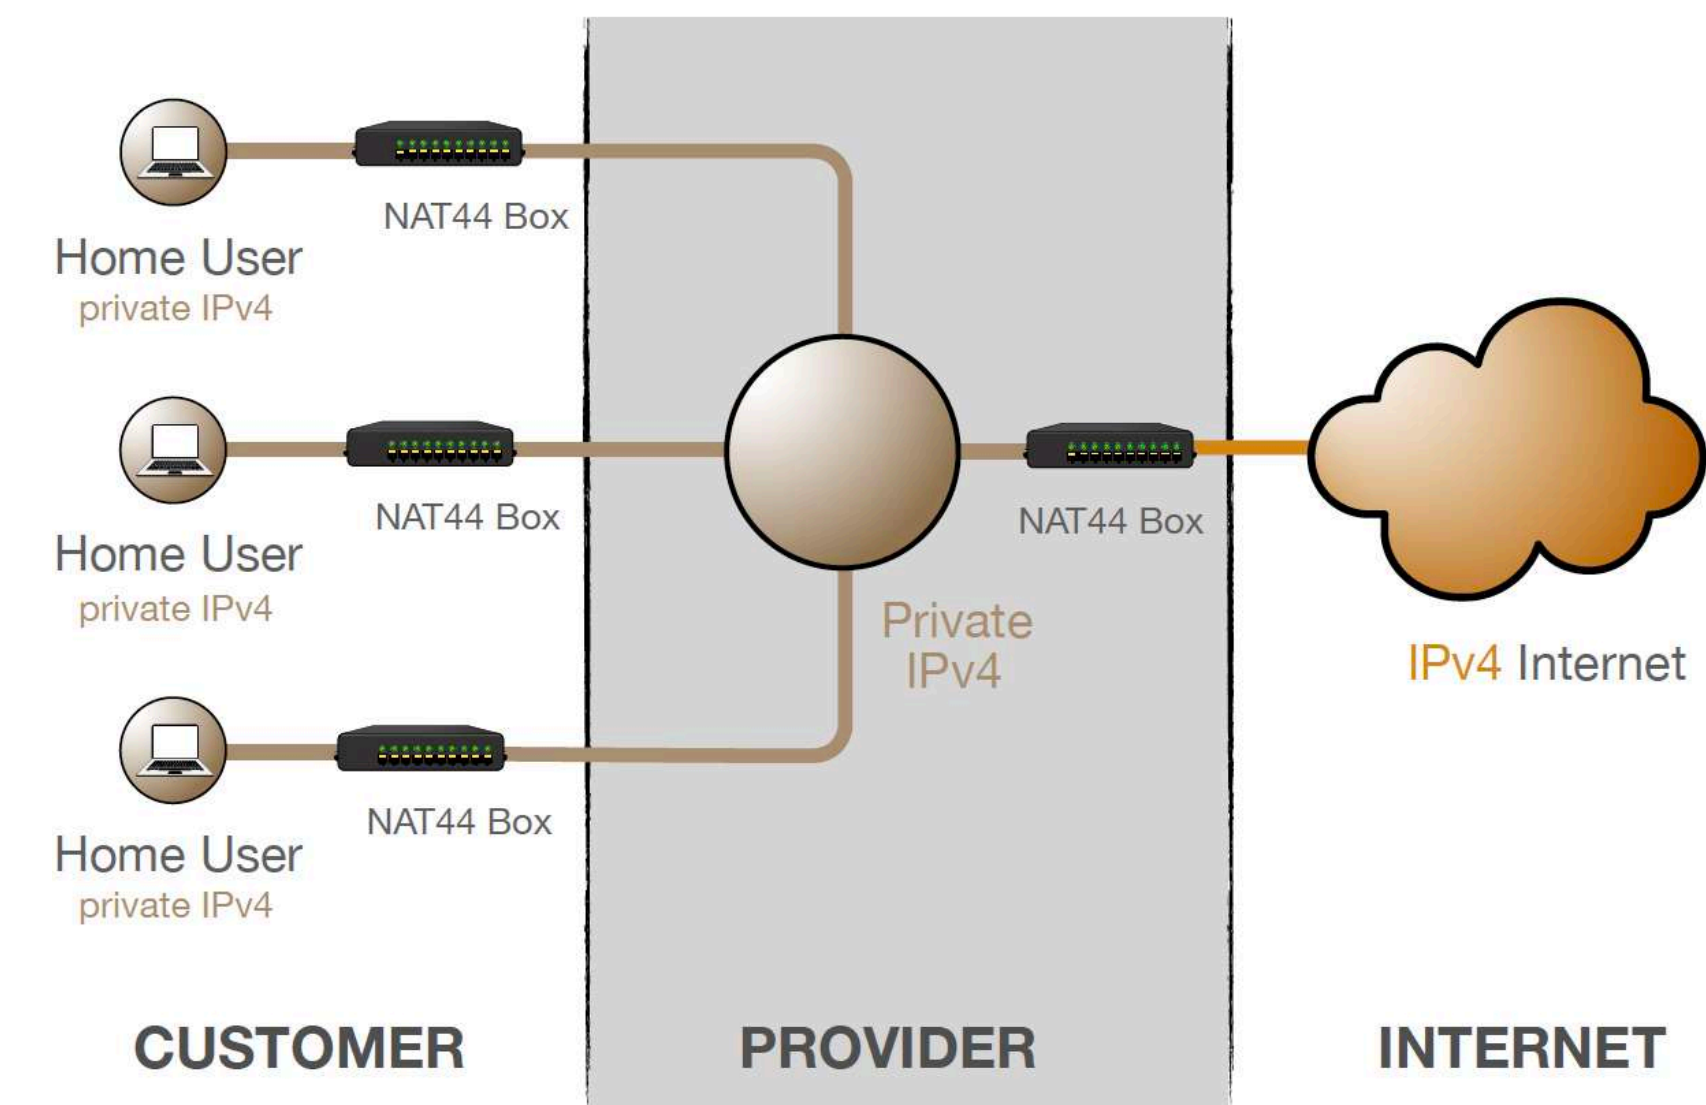 NAT44 Box
Home User
private IPv4
NAT44 Box
Home User
private IPv4
NAT44 Box
Home User
private IPv4
Private
IPv4
NAT44 Box
IPv4 Internet
CUSTOMER
PROVIDER
INTERNET